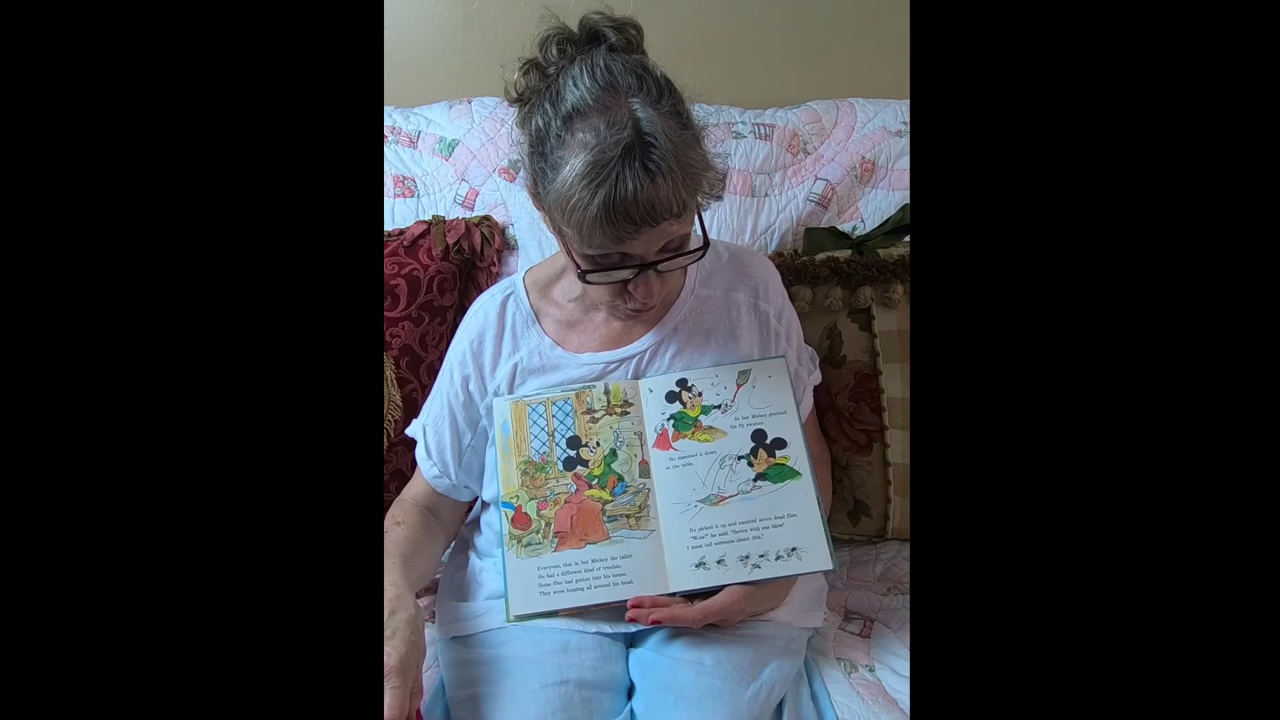 Everyone, that is, but Mickey the tailor.
He had a different kind of trouble.
Some flies had gotten into his house.
They were buzzing all around his head.
At last Mickey grabbed
his fly swatter.
He slammed it down
on the table.
He picked it up and counted seven dead flies.
"Wow!" he said. "Seven with one blow!
I must tell someone about this."